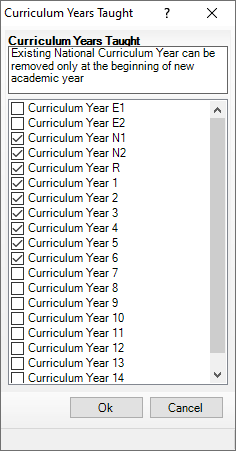 Curriculum Years Taught
Curriculum Years Taught
Existing National Curriculum Year can be
removed only at the beginning of new
academic year
Curriculum Year E1
Curriculum Year E2
Curriculum Year N1
Curriculum Year N2
Curriculum Year R
Curriculum Year 1
Curriculum Year 2
Curriculum Year 3
Curriculum Year 4
Curriculum Year 5
Curriculum Year 6
Curriculum Year 7
Curriculum Year 8
Curriculum Year 9
Curriculum Year 10
Curriculum Year 11
Curriculum Year 12
Curriculum Year 13
Curriculum Year 14
Ok
Cancel